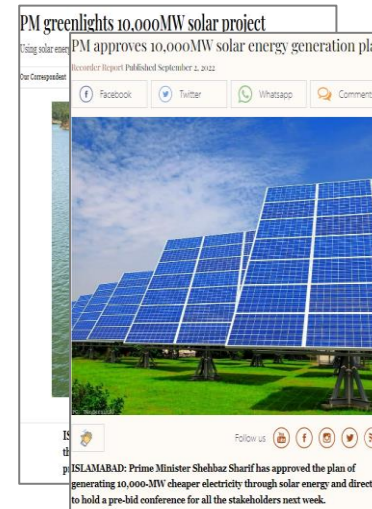 PM greenlights 10,000MW solar project
Using solar ener
Our Correspondent
PM approves 10,000MW solar energy generation pla
Recorder Report Published September 2, 2022
Facebook
Twitter
Whatsapp
Comment
Follow us
IS
th
p
ISLAMABAD: Prime Minister Shehbaz Sharif has approved the plan of
generating 10,000-MW cheaper electricity through solar energy and direct
to hold a pre-bid conference for all the stakeholders next week.